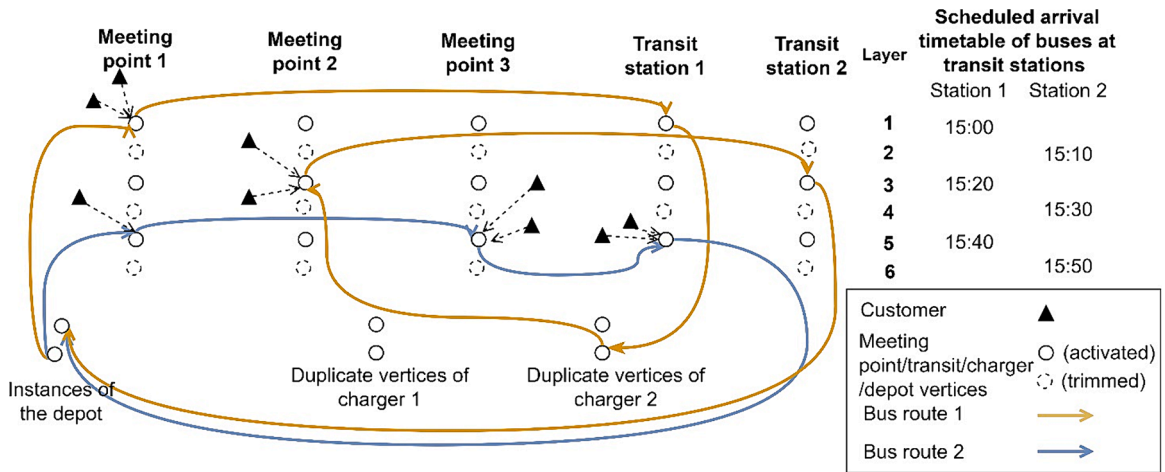 Meeting
point 1
Meeting
point 2
Meeting
point 3
Transit
station 1
Transit
station 2
Layer
Scheduled arrival
timetable of buses at
transit stations
Station 1 Station 2
1 15:00
2 15:10
3 15:20
4 15:30
5 15:40
6 15:50
Instances of
the depot
Duplicate vertices of
charger 1
Duplicate vertices of
charger 2
Customer
Meeting
point/transit/charger
/depot vertices
(activated)
(trimmed)
Bus route 1
Bus route 2